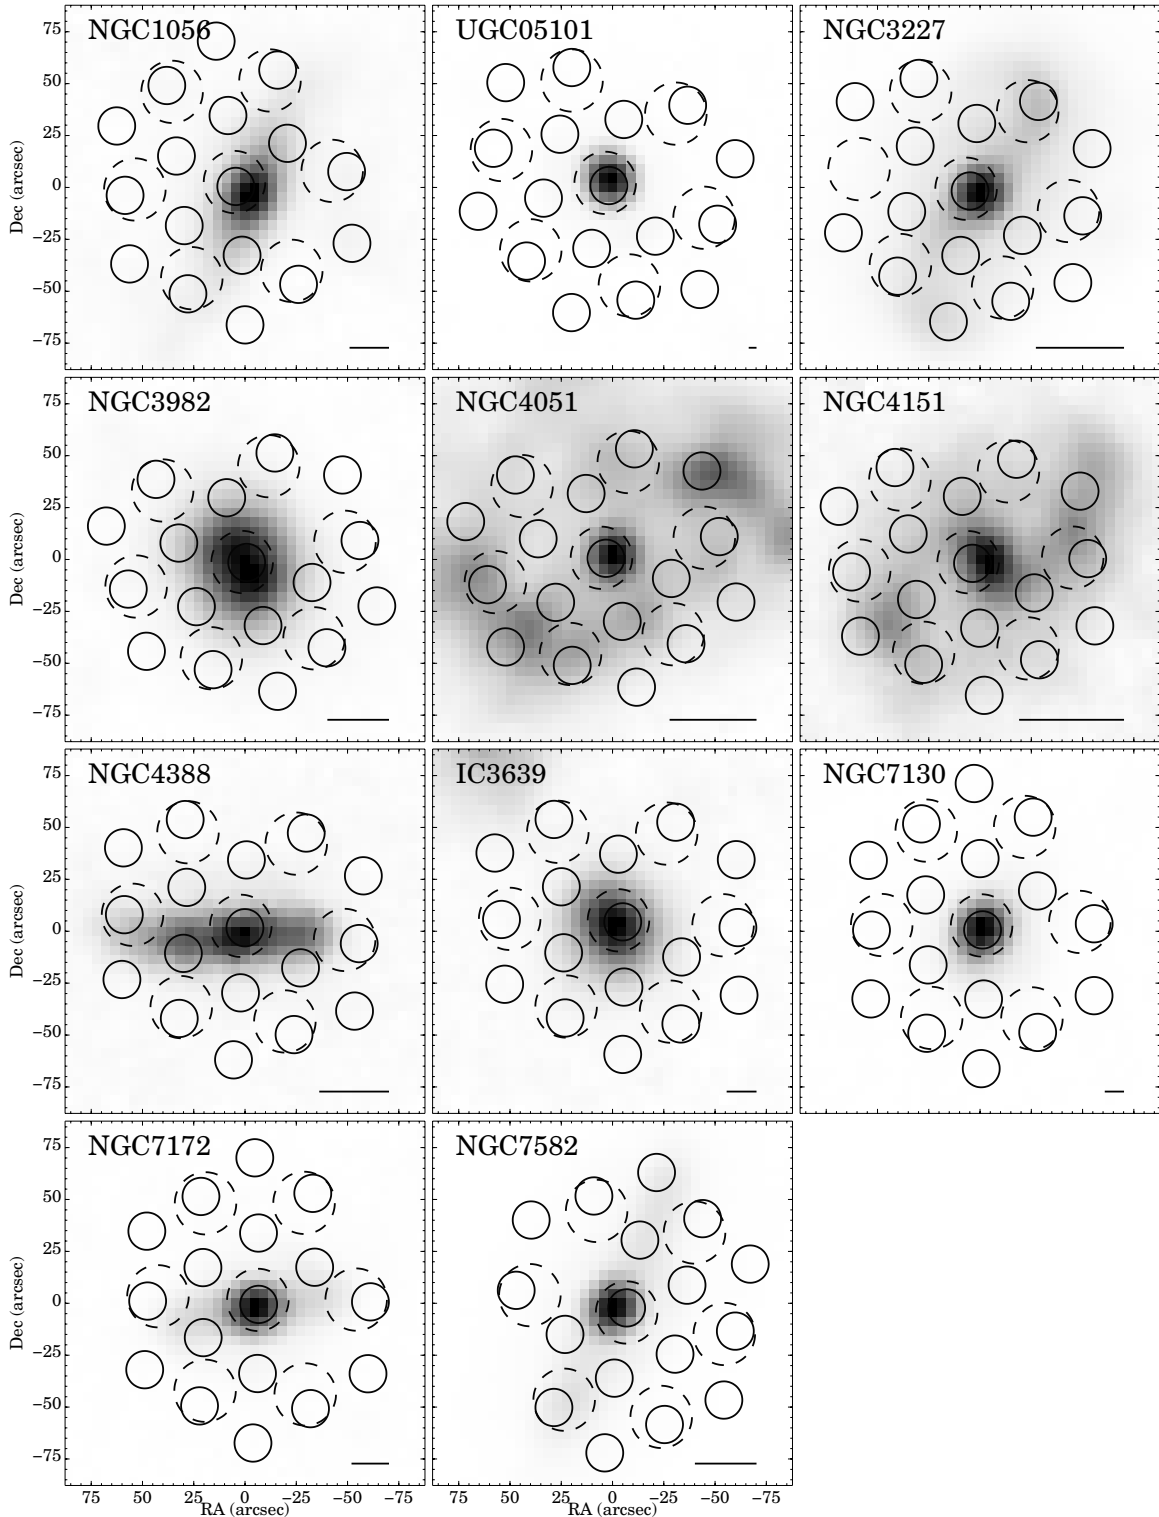 NGC1056 UGC05101 NGC3227
75
50
25
0
−25
−50
−75
Dec (arcsec)
NGC3982 NGC4051 NGC4151
75
50
25
0
−25
−50
−75
Dec (arcsec)
NGC4388 IC3639 NGC7130
75
50
25
0
−25
−50
−75
Dec (arcsec)
NGC7172 NGC7582
75
50
25
0
−25
−50
−75
Dec (arcsec)
75 50 25 0 −25 −50 −75 75 50 25 0 −25 −50 −75
RA (arcsec) RA (arcsec)